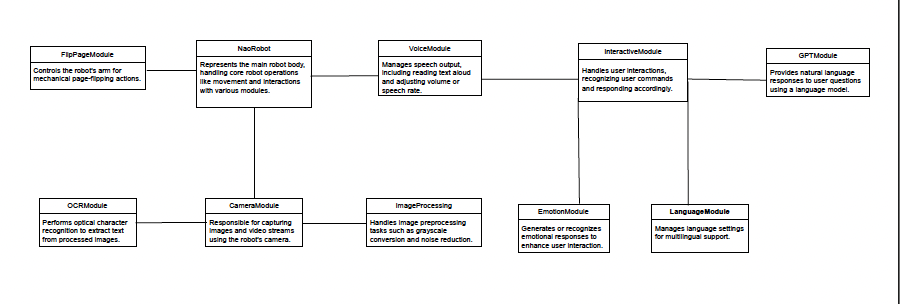 FlipPageModule
Controls the robot's arm for
mechanical page-flipping actions.
NaoRobot
Represents the main robot body,
handling core robot operations
like movement and interactions
with various modules.
VoiceModule
Manages speech output,
including reading text aloud
and adjusting volume or
speech rate.
InteractiveModule
Handles user interactions,
recognizing user commands
and responding accordingly.
GPTModule
Provides natural language
responses to user questions
using a language model.
OCRModule
Performs optical character
recognition to extract text
from processed images.
CameraModule
Responsible for capturing
images and video streams
using the robot's camera.
ImageProcessing
Handles image preprocessing
tasks such as grayscale
conversion and noise reduction.
EmotionModule
Generates or recognizes
emotional responses to
enhance user interaction.
LanguageModule
Manages language settings
for multilingual support.